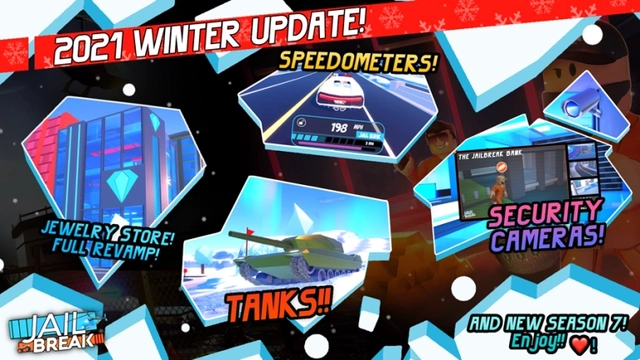 2021 WINTER UPDATE!
SPEEDOMETERS!
198 MPH
THE JAILBREAK BANK
JEWELRY STORE!
FULL REVAMP!
SECURITY
CAMERAS!
TANKS!!
JAIL
BREAK
AND NEW SEASON 7!
Enjoy!! ❤️!